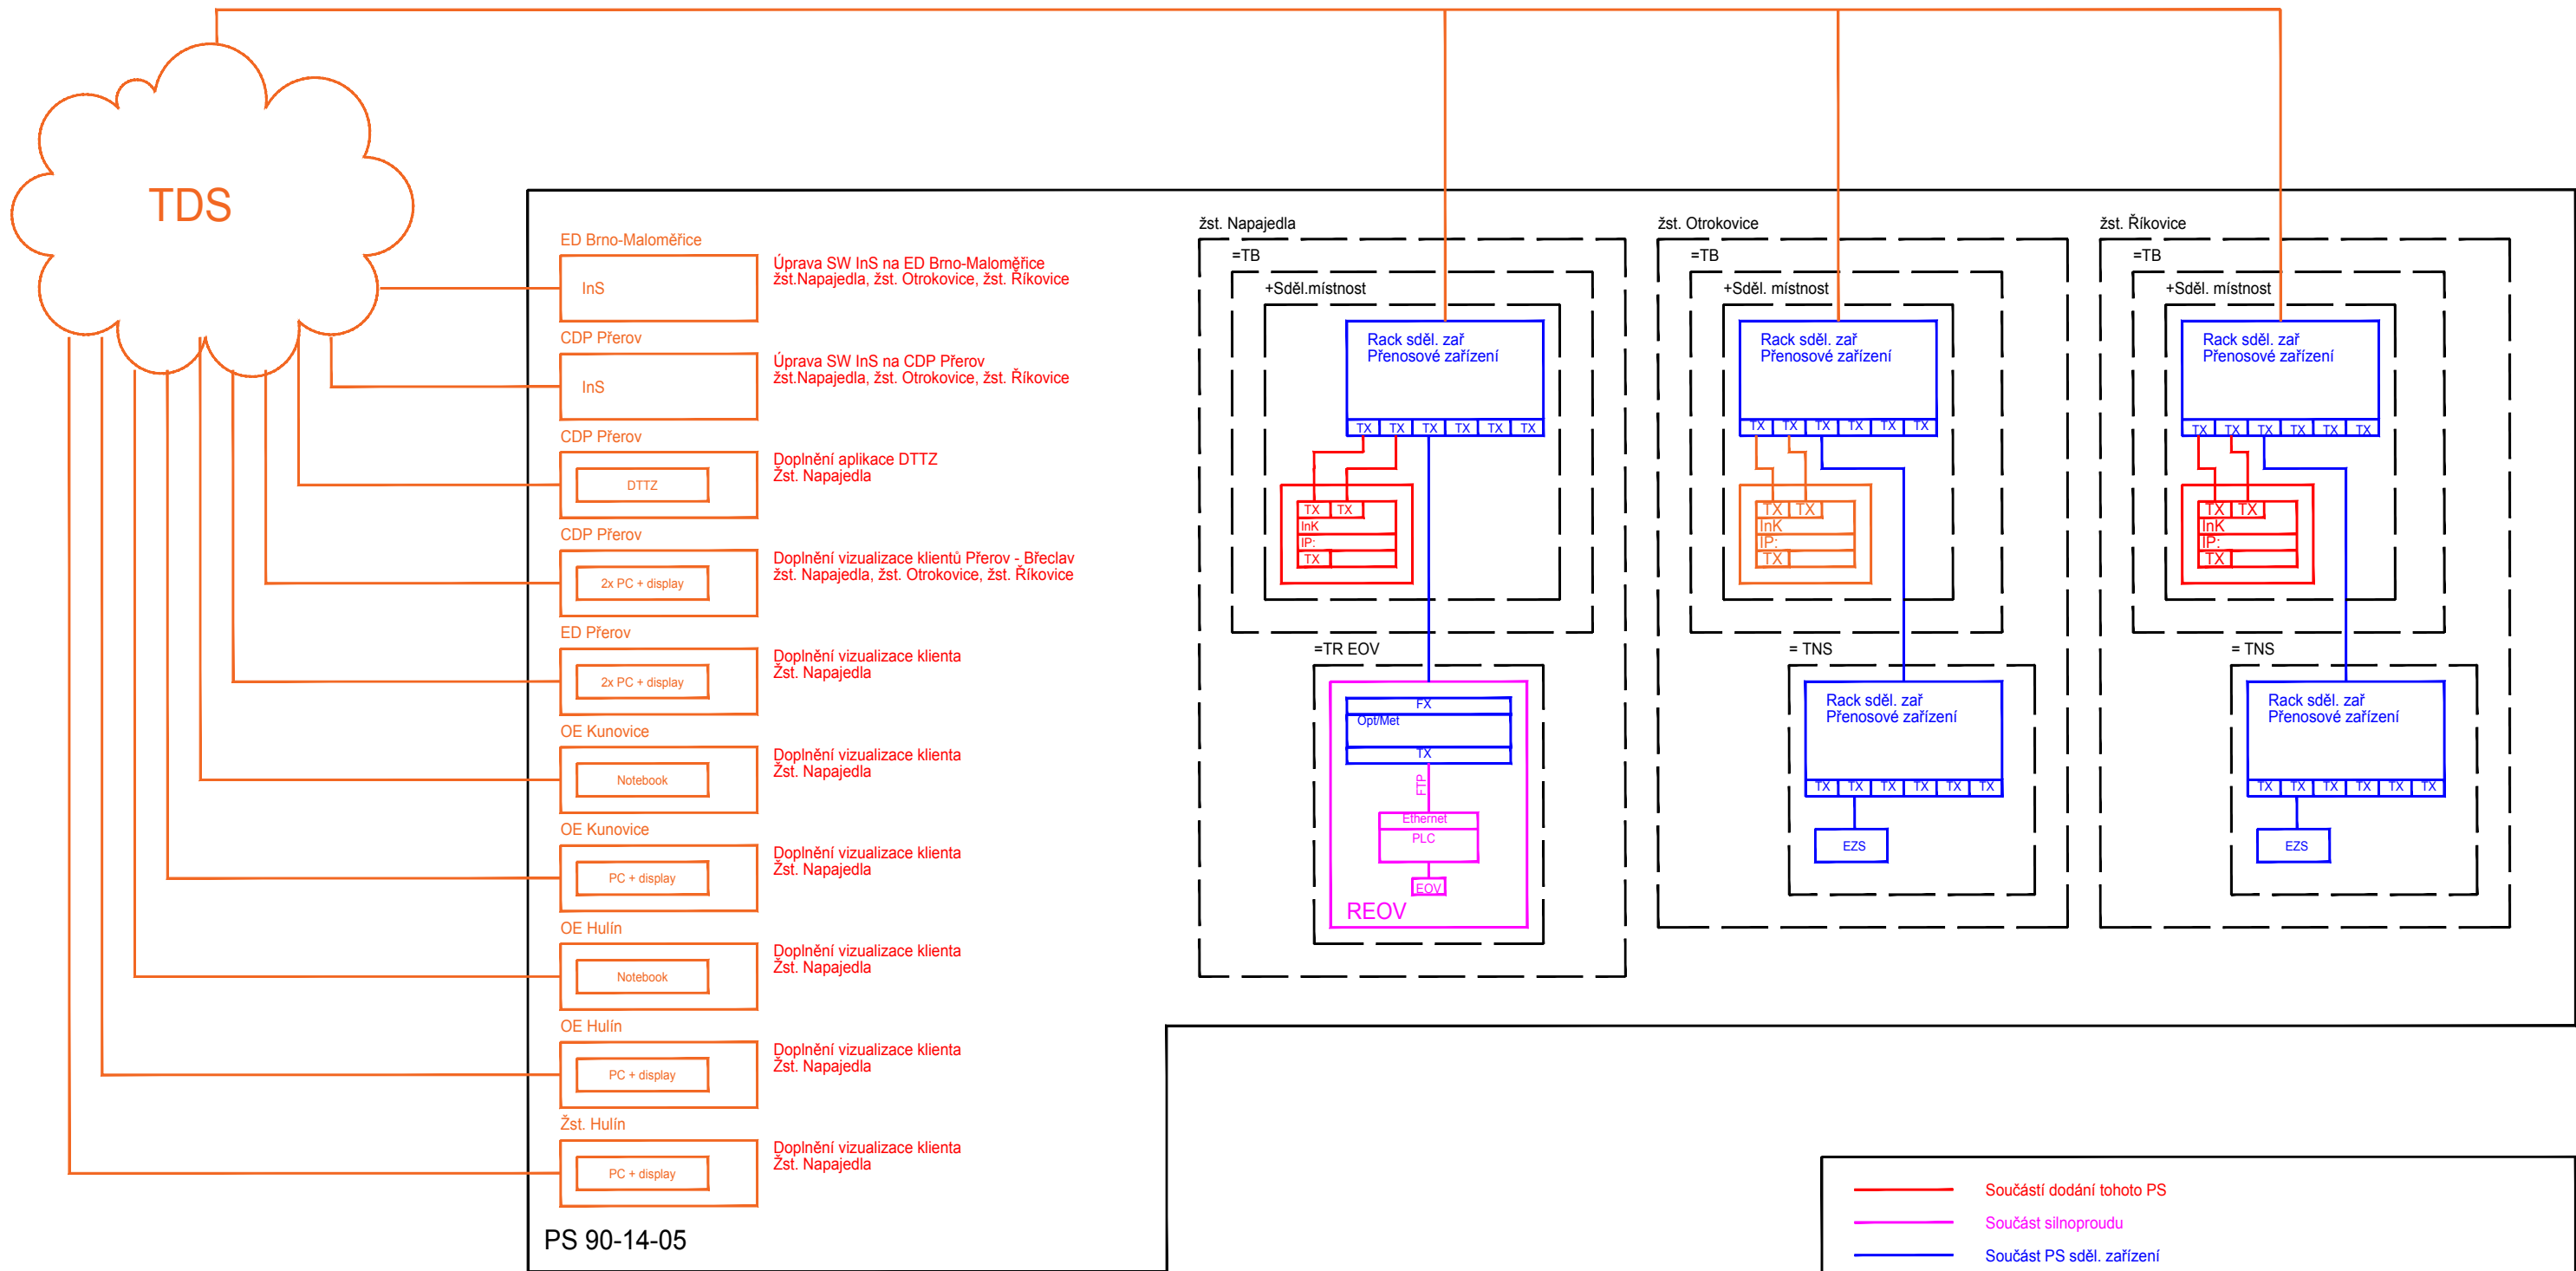 TDS
ED Brno-Maloměřice
InS
Úprava SW InS na ED Brno-Maloměřice
žst.Napajedla, žst. Otrokovice, žst. Říkovice
CDP Přerov
InS
Úprava SW InS na CDP Přerov
žst.Napajedla, žst. Otrokovice, žst. Říkovice
CDP Přerov
DTTZ
Doplnění aplikace DTTZ
Žst. Napajedla
CDP Přerov
2x PC + display
Doplnění vizualizace klientů Přerov - Břeclav
žst. Napajedla, žst. Otrokovice, žst. Říkovice
ED Přerov
2x PC + display
Doplnění vizualizace klienta
Žst. Napajedla
OE Kunovice
Notebook
Doplnění vizualizace klienta
Žst. Napajedla
OE Kunovice
PC + display
Doplnění vizualizace klienta
Žst. Napajedla
OE Hulín
Notebook
Doplnění vizualizace klienta
Žst. Napajedla
OE Hulín
PC + display
Doplnění vizualizace klienta
Žst. Napajedla
Žst. Hulín
PC + display
Doplnění vizualizace klienta
Žst. Napajedla
PS 90-14-05
žst. Napajedla
=TB
+Sděl.místnost
Rack sděl. zař
Přenosové zařízení
TX TX TX TX TX TX
TX TX
InK
IP:
TX
=TR EOV
FX
Opt/Met
TX
FTP
Ethernet
PLC
EOV
REOV
žst. Otrokovice
=TB
+Sděl. místnost
Rack sděl. zař
Přenosové zařízení
TX TX TX TX TX TX
TX TX
InK
IP:
TX
= TNS
Rack sděl. zař
Přenosové zařízení
TX TX TX TX TX TX
EZS
žst. Říkovice
=TB
+Sděl. místnost
Rack sděl. zař
Přenosové zařízení
TX TX TX TX TX TX
TX TX
InK
IP:
TX
= TNS
Rack sděl. zař
Přenosové zařízení
TX TX TX TX TX TX
EZS
Součástí dodání tohoto PS
Součást silnoproudu
Součást PS sděl. zařízení